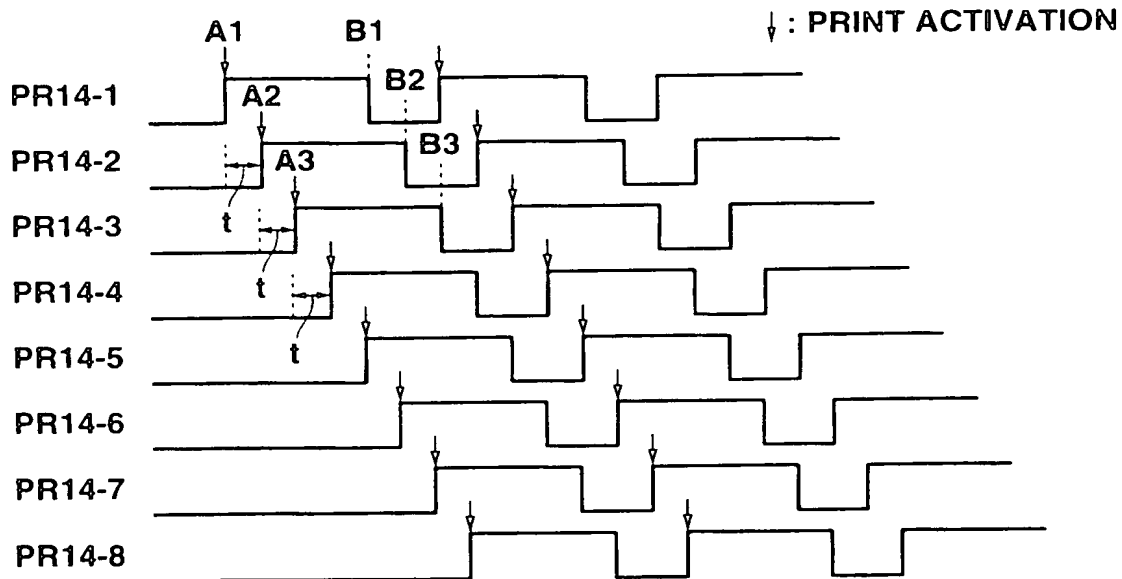 ↓ : PRINT ACTIVATION
A1
B1
PR14-1
A2
B2
PR14-2
A3
B3
t
PR14-3
t
PR14-4
t
PR14-5
PR14-6
PR14-7
PR14-8